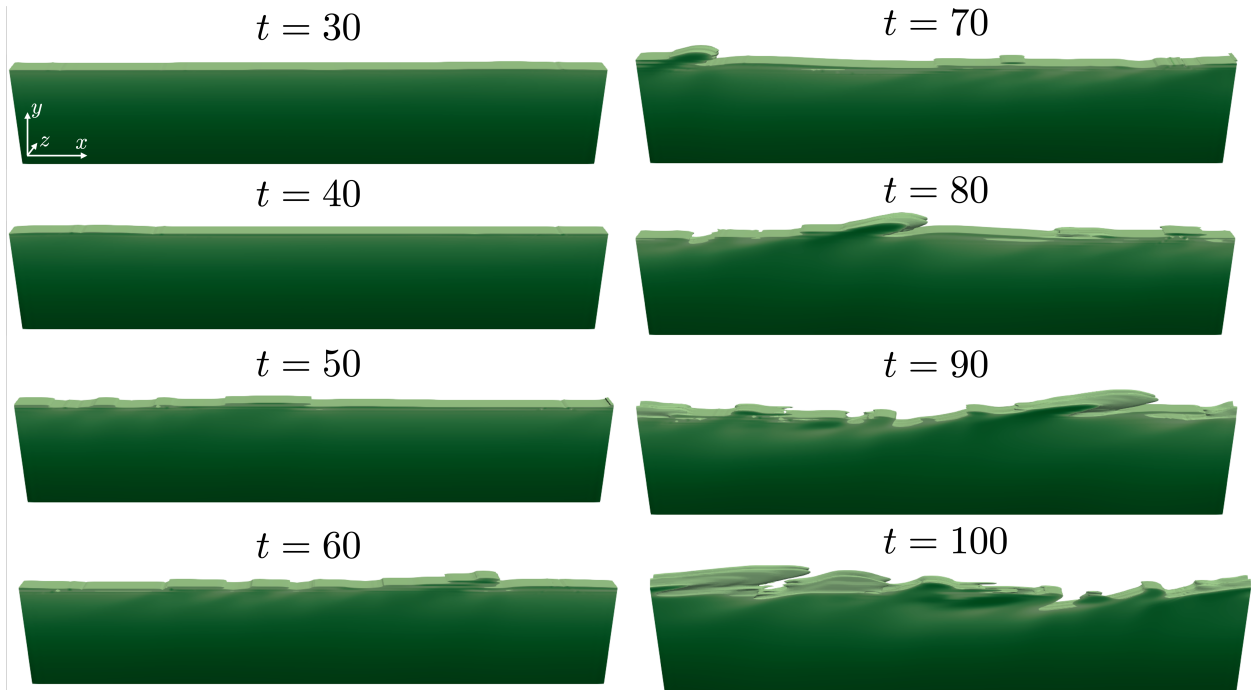 t = 30
y
z
x
t = 40
t = 50
t = 60
t = 70
t = 80
t = 90
t = 100